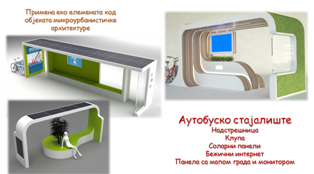 Примена еко елемената код
објеката микроурбанистичке
архитектуре
Аутобуско стајалиште
Надстрешница
Клупа
Соларни панели
Бежични интернет
Панела са мапом града и монитором